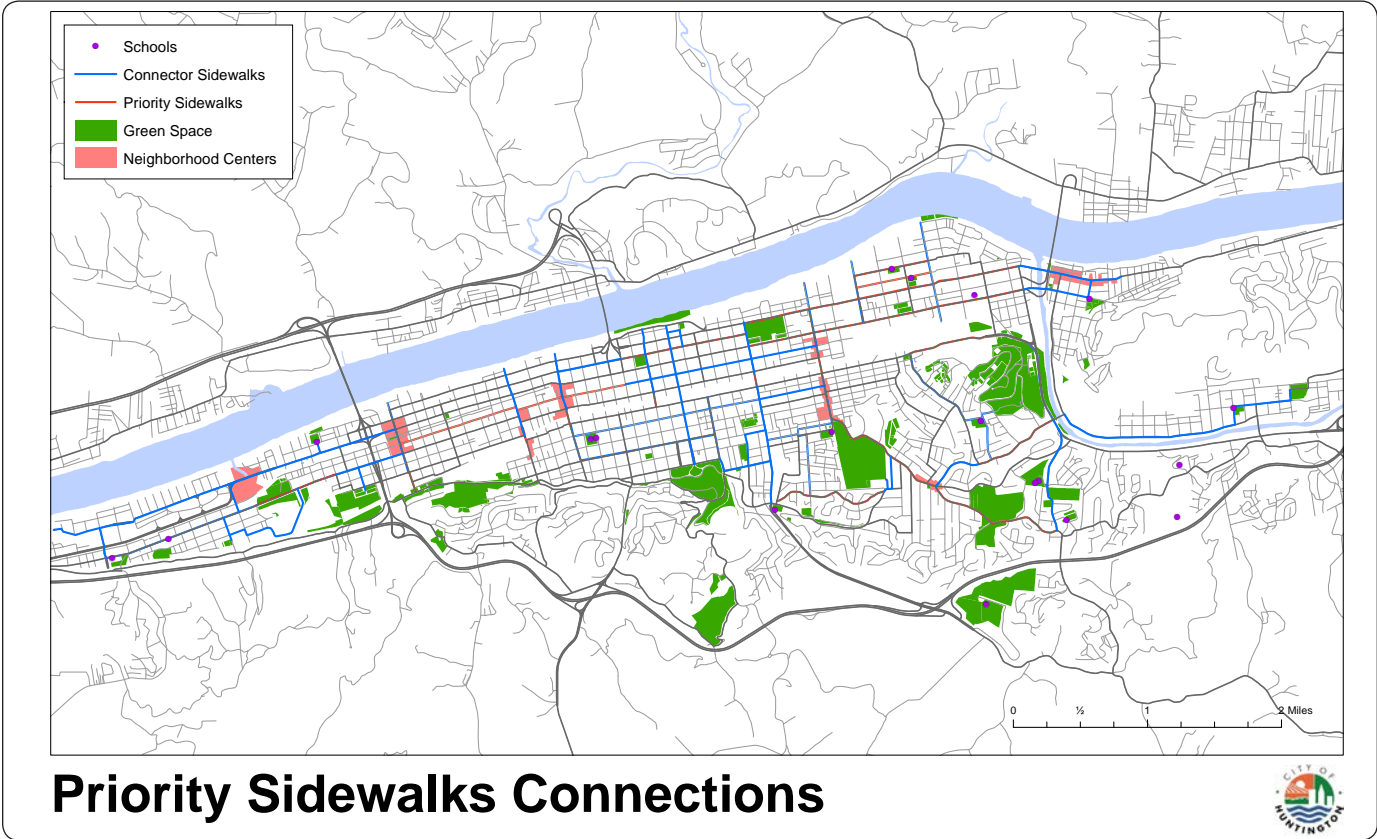 Schools
Connector Sidewalks
Priority Sidewalks
Green Space
Neighborhood Centers
0 ½ 1 2 Miles
Priority Sidewalks Connections
CITY OF
HUNTINGTON